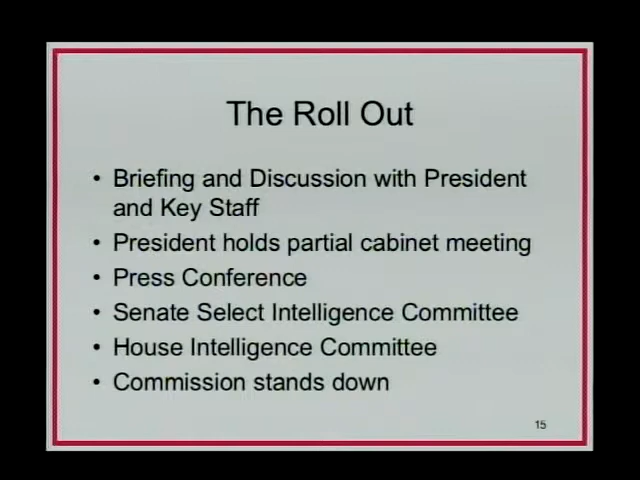 The Roll Out
• Briefing and Discussion with President
and Key Staff
• President holds partial cabinet meeting
• Press Conference
• Senate Select Intelligence Committee
• House Intelligence Committee
• Commission stands down
15